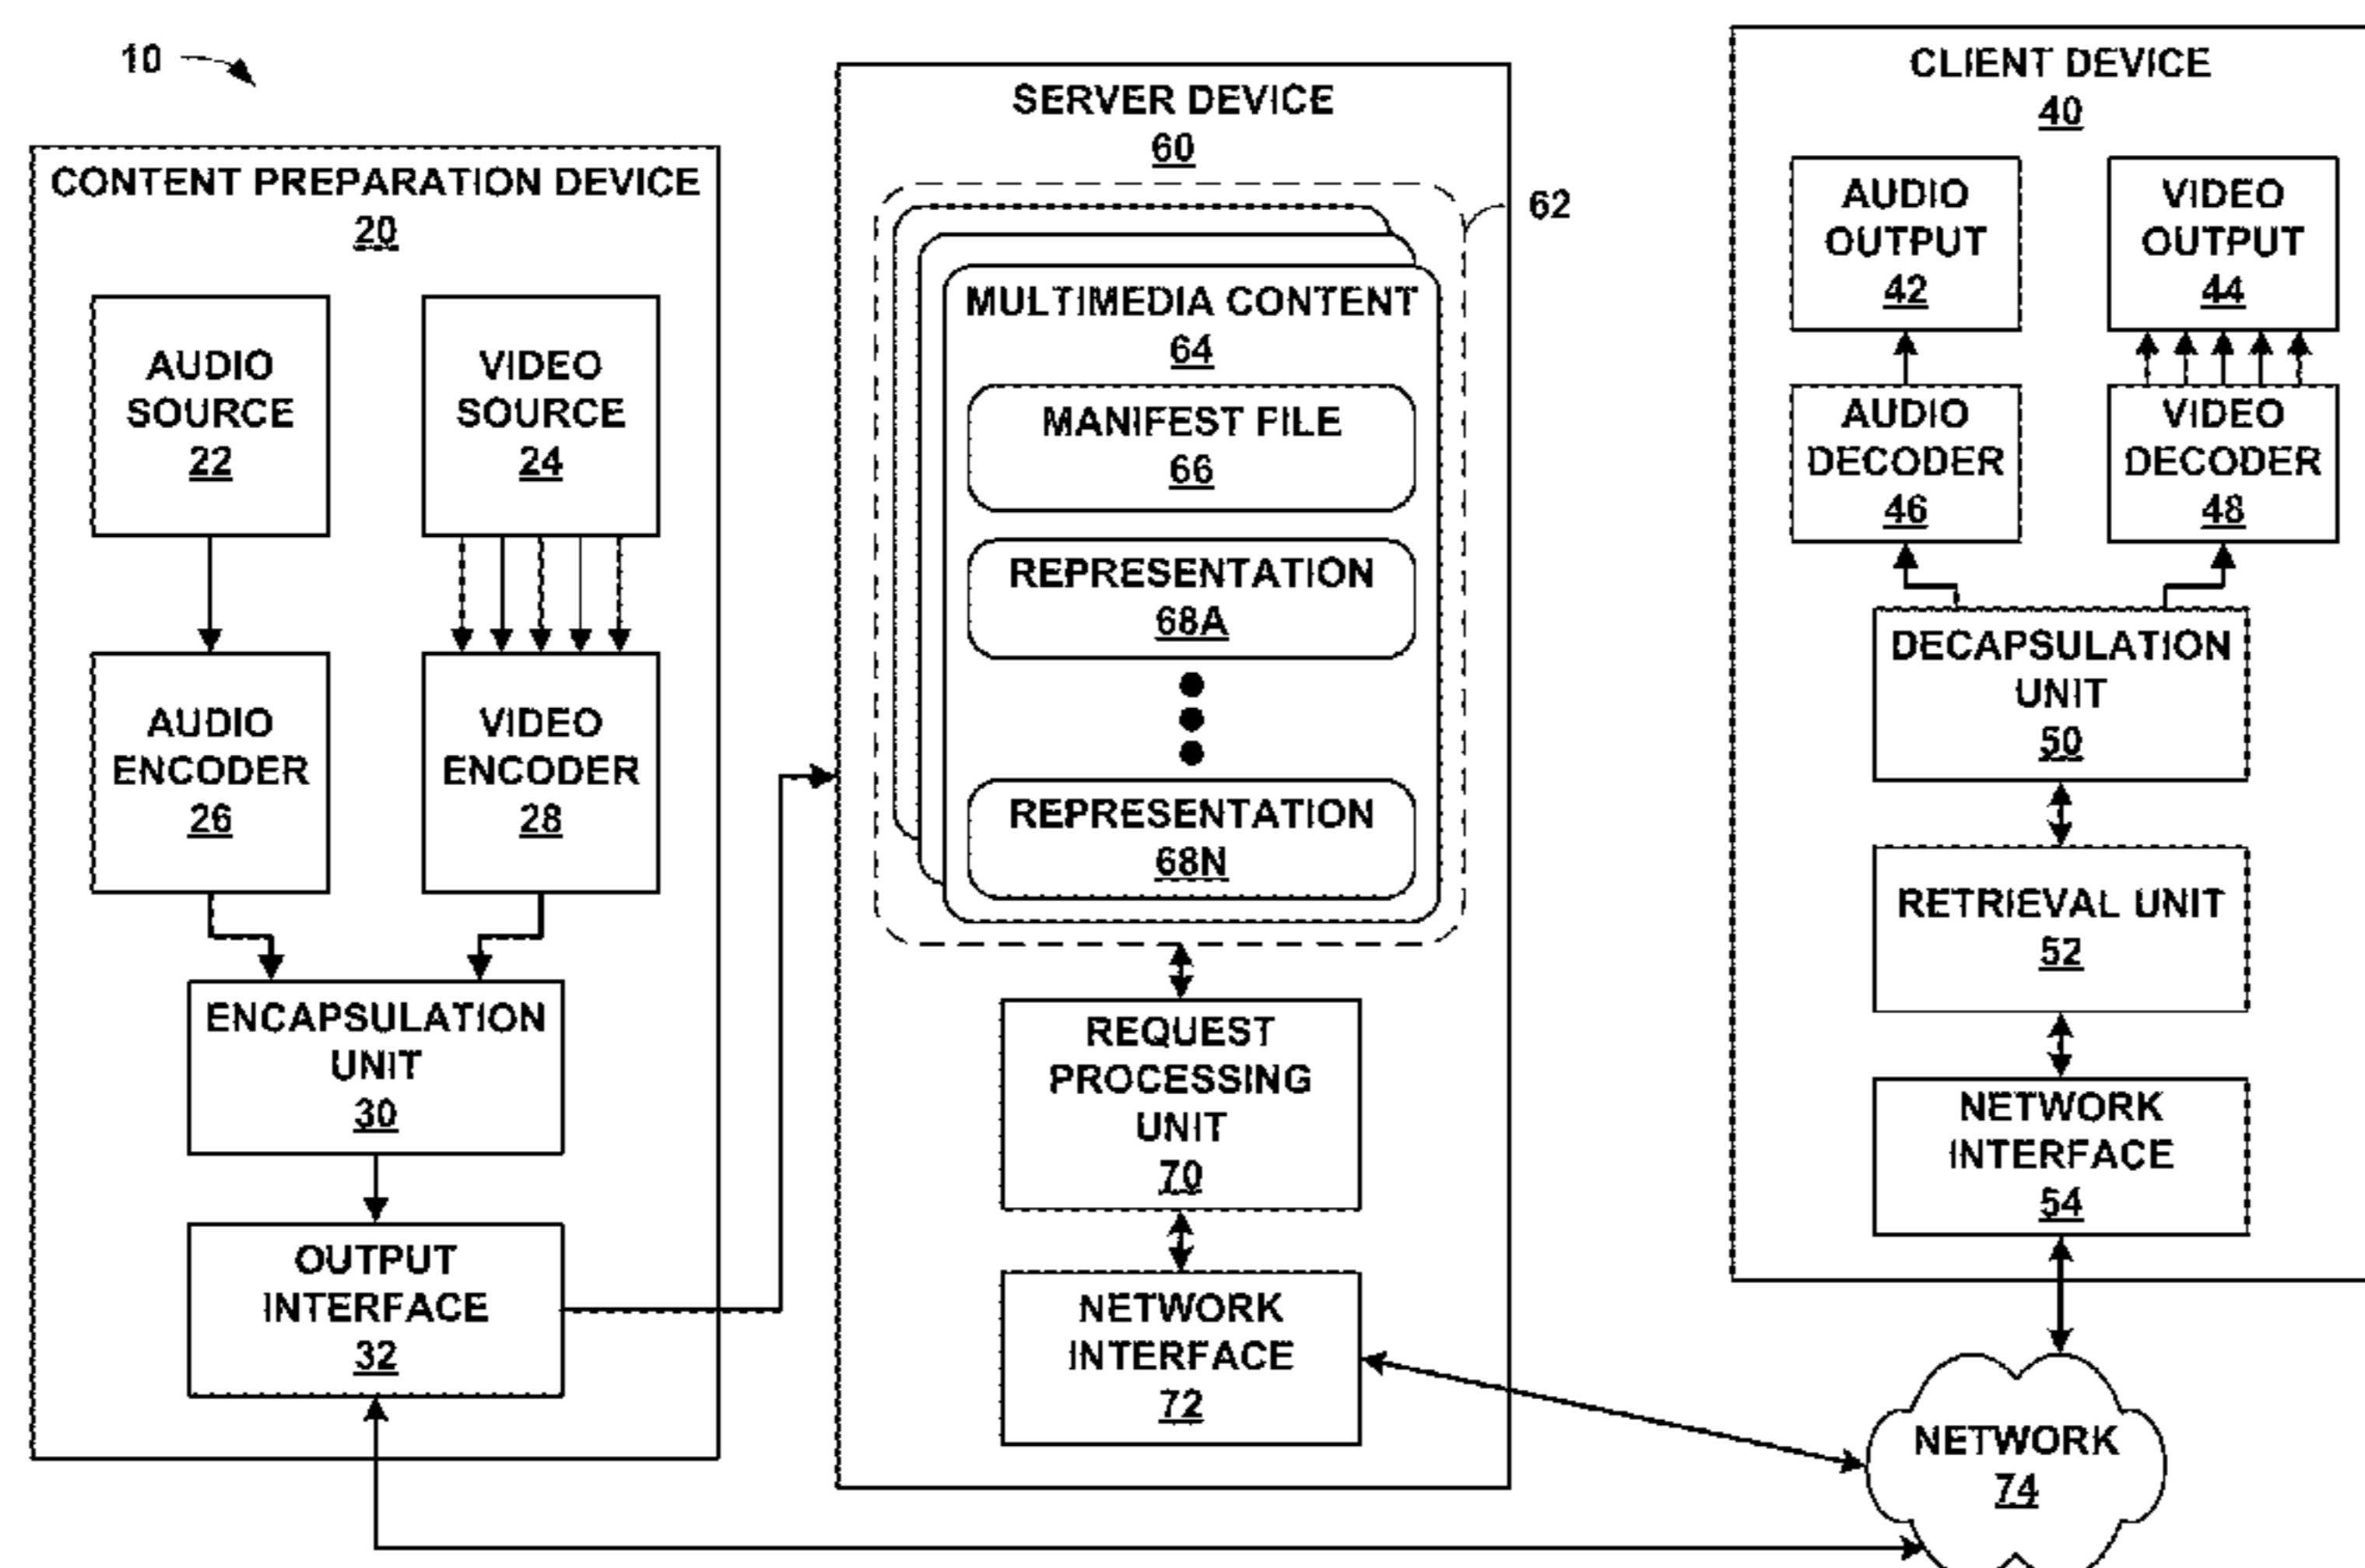 10
CONTENT PREPARATION DEVICE
20
AUDIO
SOURCE
22
VIDEO
SOURCE
24
AUDIO
ENCODER
26
VIDEO
ENCODER
28
ENCAPSULATION
UNIT
30
OUTPUT
INTERFACE
32
SERVER DEVICE
60
62
MULTIMEDIA CONTENT
64
MANIFEST FILE
66
REPRESENTATION
68A
REPRESENTATION
68N
REQUEST
PROCESSING
UNIT
70
NETWORK
INTERFACE
72
CLIENT DEVICE
40
AUDIO
OUTPUT
42
VIDEO
OUTPUT
44
AUDIO
DECODER
46
VIDEO
DECODER
48
DECAPSULATION
UNIT
50
RETRIEVAL UNIT
52
NETWORK
INTERFACE
54
NETWORK
74